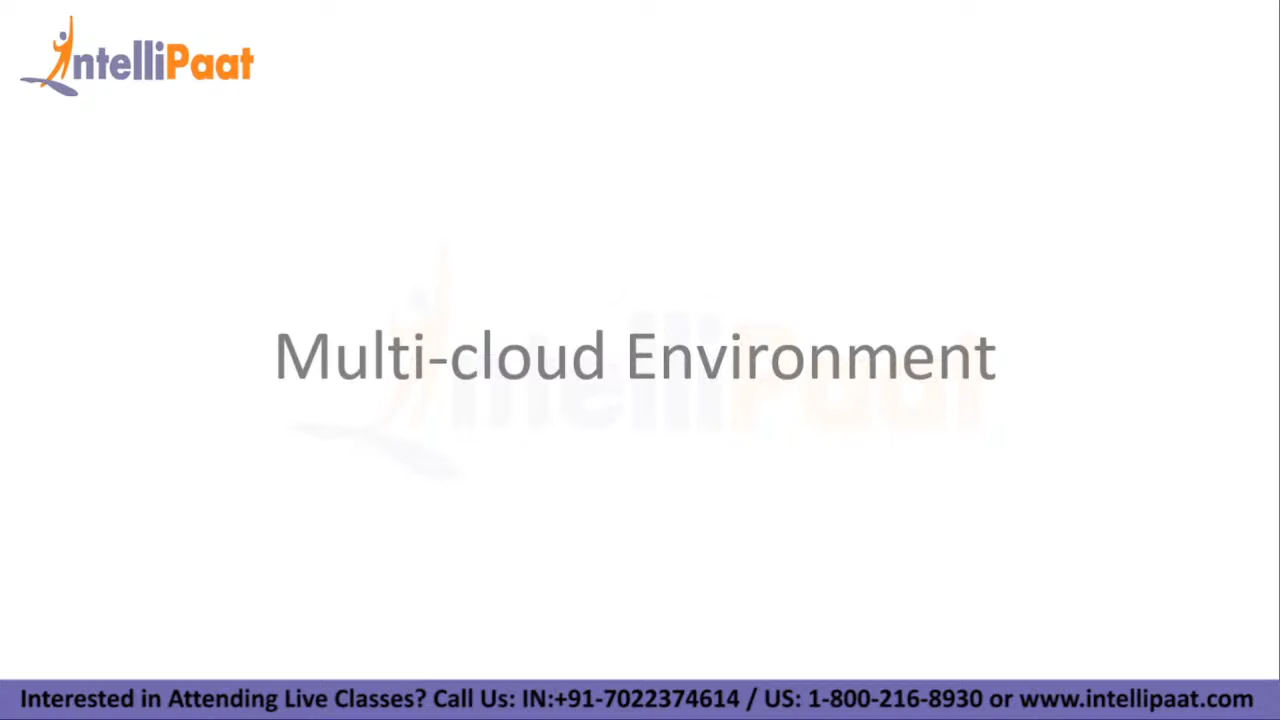 IntelliPaat
Multi-cloud Environment
IntelliPaat
Interested in Attending Live Classes? Call Us: IN:+91-7022374614 / US: 1-800-216-8930 or www.intellipaat.com